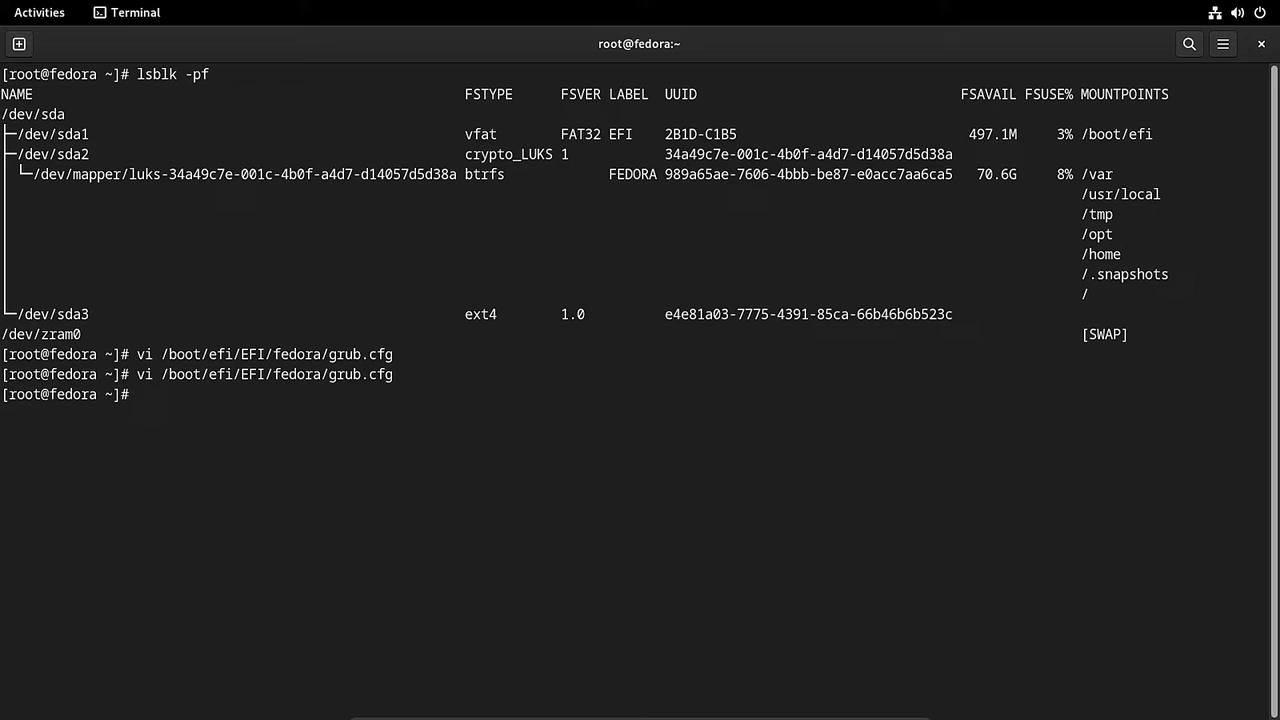 Activities Terminal
root@fedora:~
[root@fedora ~]# lsblk -pf
NAME FSTYPE FSVER LABEL UUID FSAVAIL FSUSE% MOUNTPOINTS
/dev/sda
├─/dev/sda1 vfat FAT32 EFI 2B1D-C1B5 497.1M 3% /boot/efi
├─/dev/sda2 crypto_LUKS 1 34a49c7e-001c-4b0f-a4d7-d14057d5d38a
│ └─/dev/mapper/luks-34a49c7e-001c-4b0f-a4d7-d14057d5d38a btrfs FEDORA 989a65ae-7606-4bbb-be87-e0acc7aa6ca5 70.6G 8% /var
│ /usr/local
│ /tmp
│ /opt
│ /home
│ /.snapshots
│ /
└─/dev/sda3 ext4 1.0 e4e81a03-7775-4391-85ca-66b46b6b523c
/dev/zram0 [SWAP]
[root@fedora ~]# vi /boot/efi/EFI/fedora/grub.cfg
[root@fedora ~]# vi /boot/efi/EFI/fedora/grub.cfg
[root@fedora ~]#